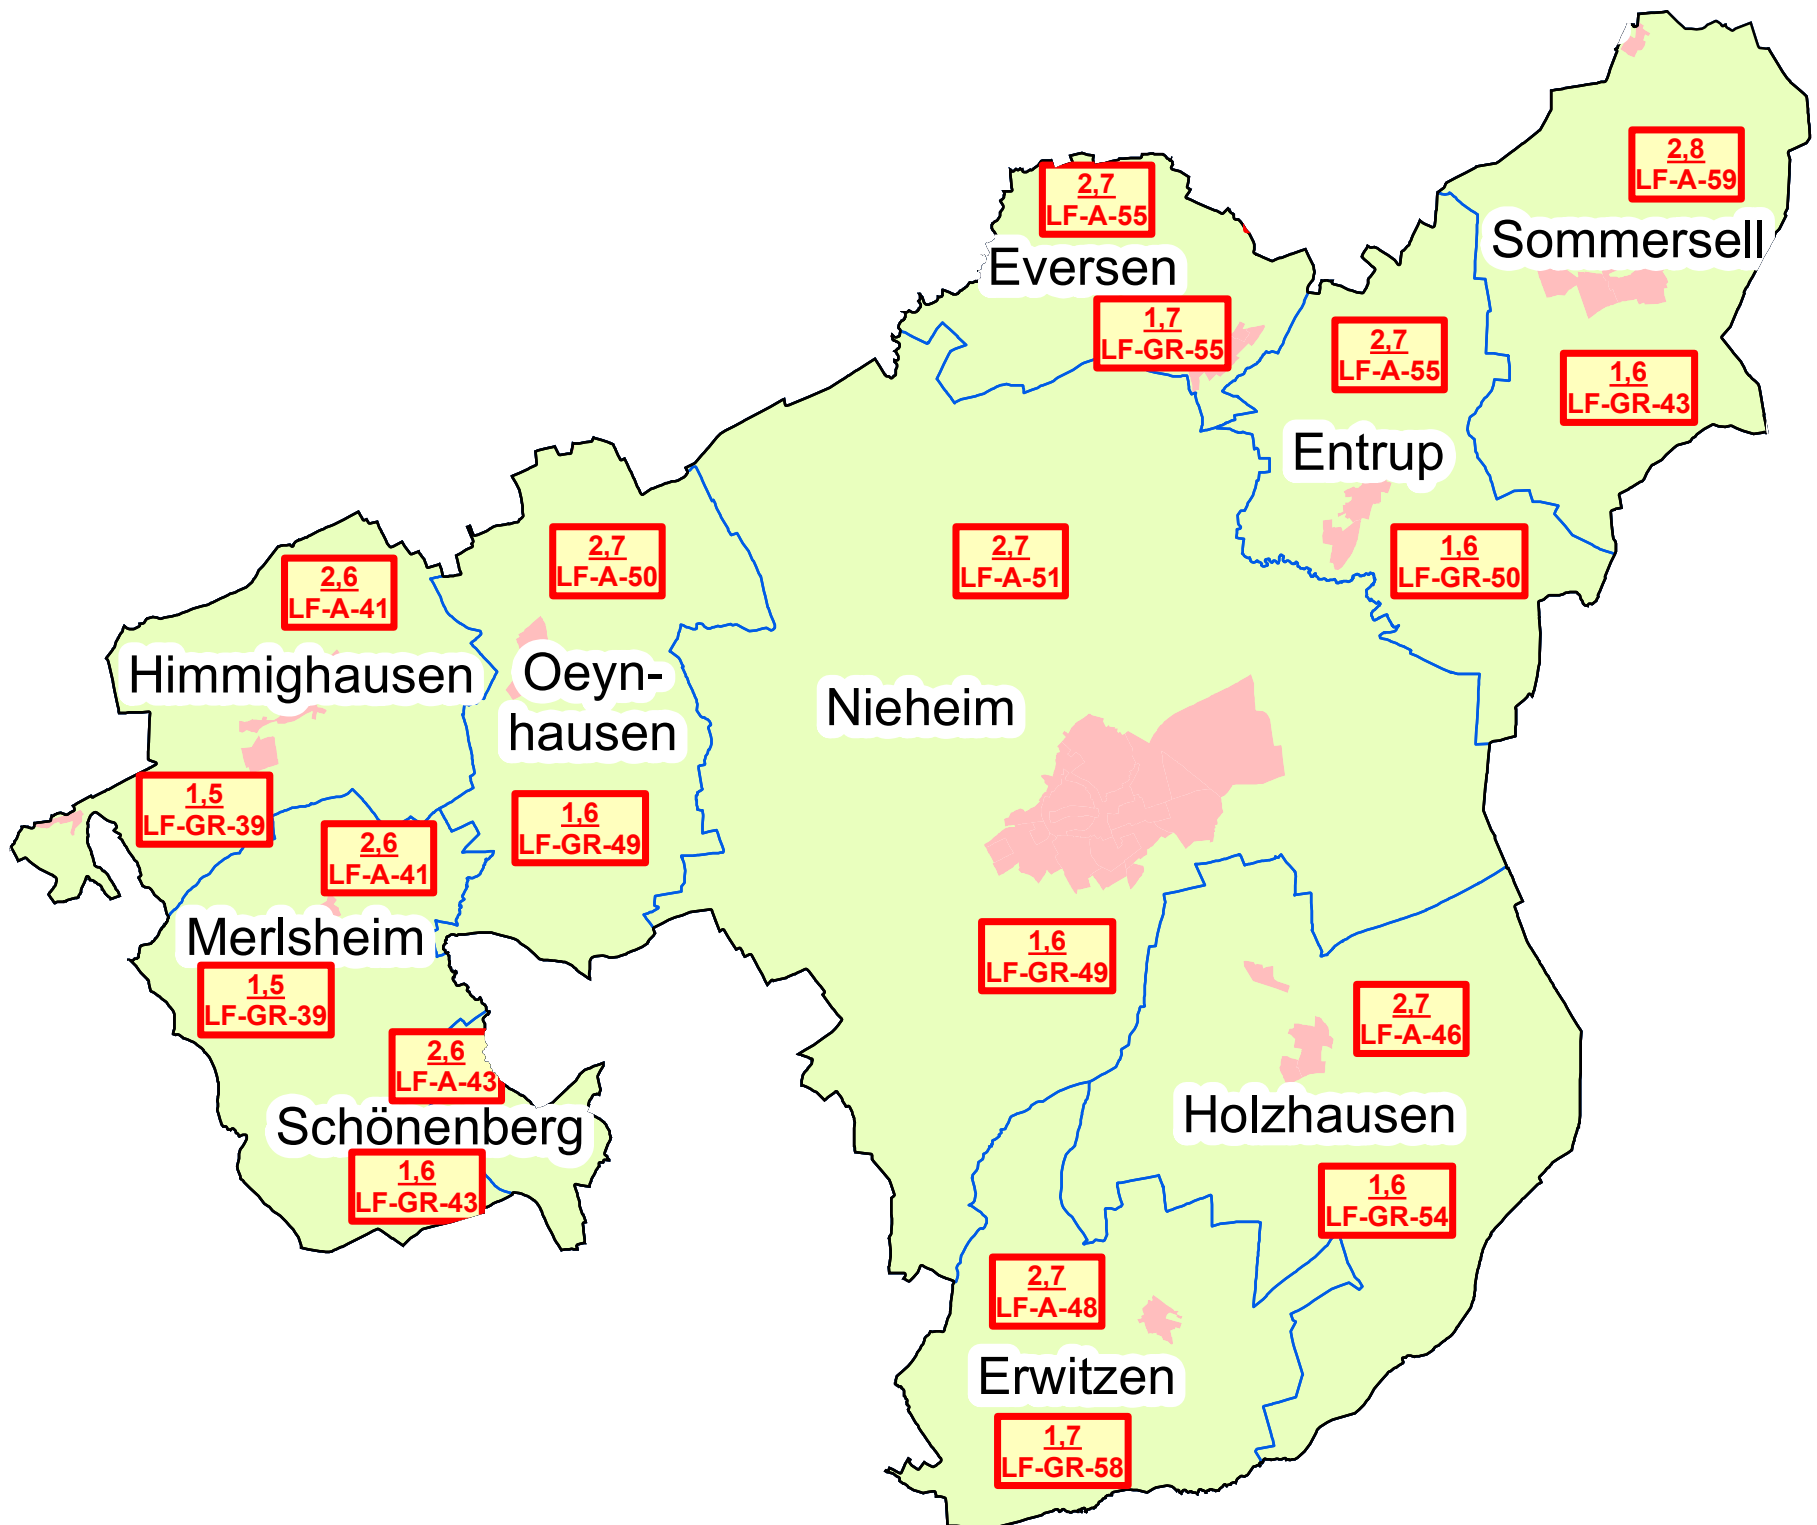 2,8
LF-A-59
2,7
LF-A-55
Sommersell
Eversen
1,7
LF-GR-55
2,7
LF-A-55
1,6
LF-GR-43
Entrup
2,7
LF-A-50
2,7
LF-A-51
1,6
LF-GR-50
2,6
LF-A-41
Himmighausen
Oeyn-
hausen
Nieheim
1,5
LF-GR-39
1,6
LF-GR-49
2,6
LF-A-41
Merlsheim
1,6
LF-GR-49
1,5
LF-GR-39
2,7
LF-A-46
2,6
LF-A-43
Schönenberg
Holzhausen
1,6
LF-GR-43
1,6
LF-GR-54
2,7
LF-A-48
Erwitzen
1,7
LF-GR-58